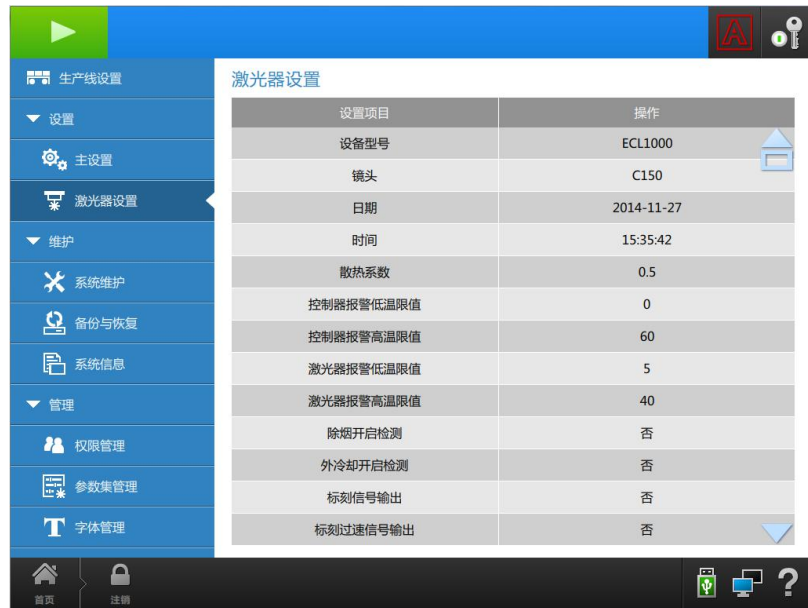 A
生产线设置
激光器设置
设置
设置项目 操作
设备型号 ECL1000
主设置
镜头 C150
激光器设置
日期 2014-11-27
维护
时间 15:35:42
系统维护
散热系数 0.5
备份与恢复
控制器报警低温限值 0
控制器报警高温限值 60
系统信息
激光器报警低温限值 5
管理
激光器报警高温限值 40
权限管理
除烟开启检测 否
外冷却开启检测 否
参数集管理
标刻信号输出 否
字体管理
标刻过速信号输出 否
首页 注销
?